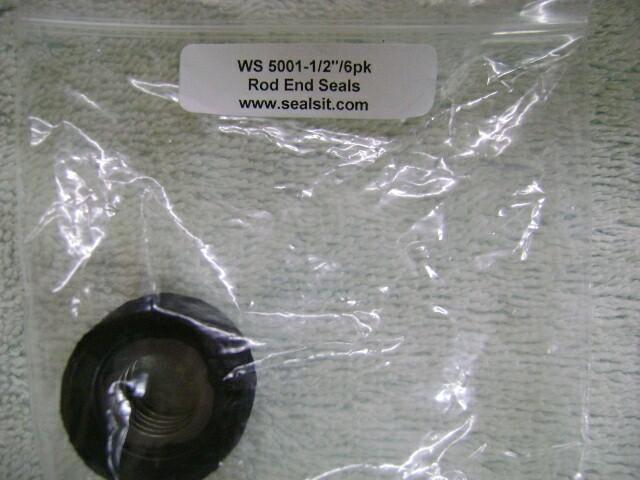 WS 5001-1/2"/6pk
Rod End Seals
www.sealsit.com